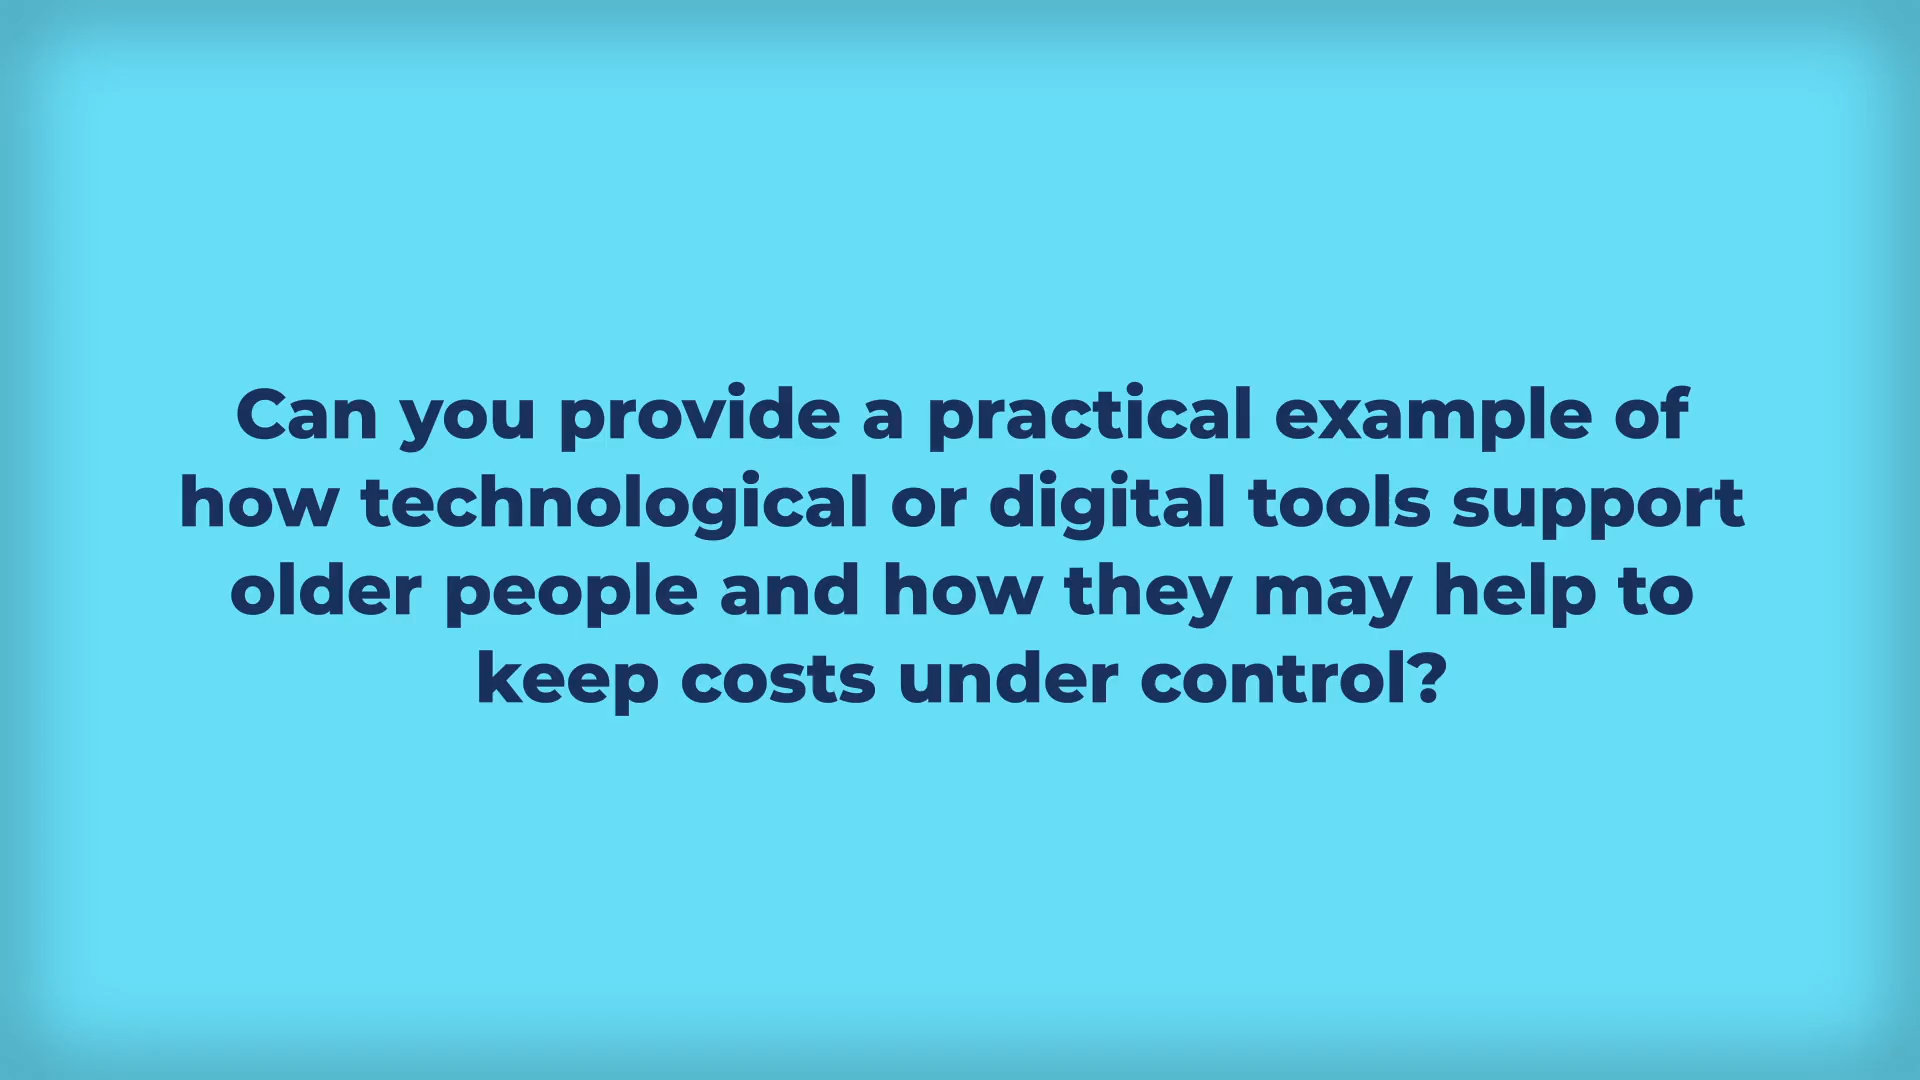 Can you provide a practical example of
how technological or digital tools support
older people and how they may help to
keep costs under control?